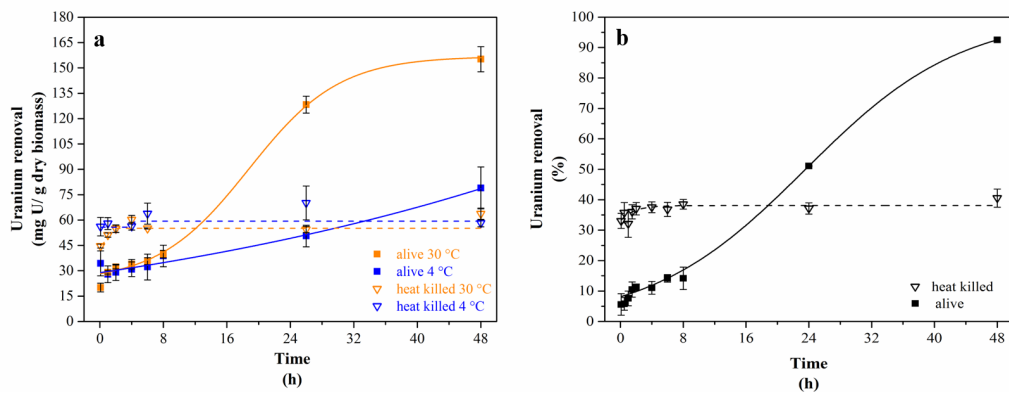 a
Uranium removal
(mg U/ g dry biomass)
180
165
150
135
120
105
90
75
60
45
30
15
0
alive 30 °C
alive 4 °C
heat killed 30 °C
heat killed 4 °C
0 8 16 24 32 40 48
Time
(h)
b
Uranium removal
(%)
100
90
80
70
60
50
40
30
20
10
0
heat killed
alive
0 8 16 24 32 40 48
Time
(h)